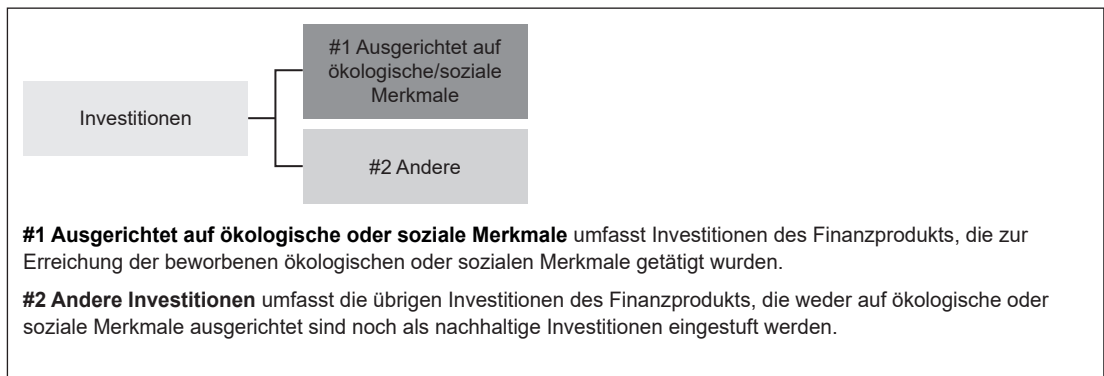 #1 Ausgerichtet auf
ökologische/soziale
Merkmale
Investitionen
#2 Andere
#1 Ausgerichtet auf ökologische oder soziale Merkmale umfasst Investitionen des Finanzprodukts, die zur
Erreichung der beworbenen ökologischen oder sozialen Merkmale getätigt wurden.
#2 Andere Investitionen umfasst die übrigen Investitionen des Finanzprodukts, die weder auf ökologische oder
soziale Merkmale ausgerichtet sind noch als nachhaltige Investitionen eingestuft werden.